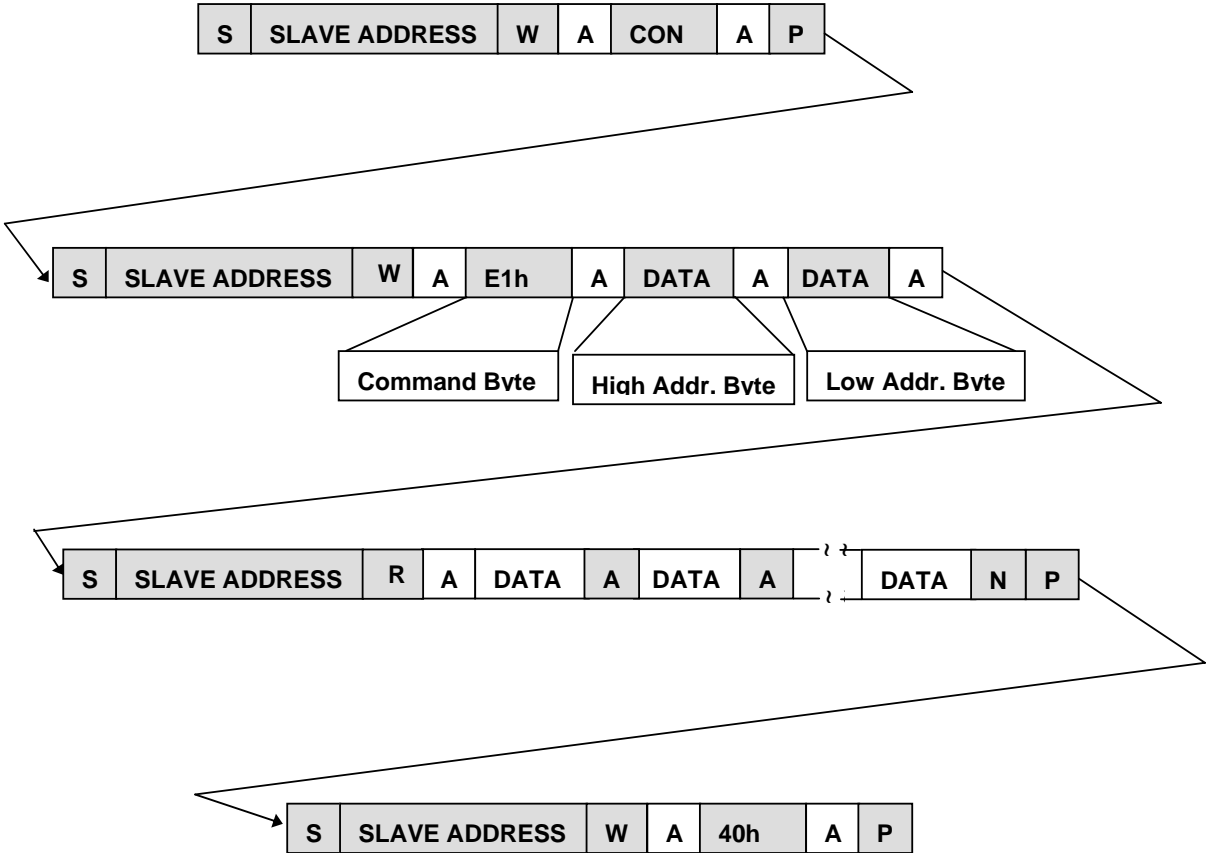 S SLAVE ADDRESS W A CON A P
S SLAVE ADDRESS W A E1h A DATA A DATA A
Command Byte High Addr. Byte Low Addr. Byte
S SLAVE ADDRESS R A DATA A DATA A ~ ~ ~ ~ DATA N P
S SLAVE ADDRESS W A 40h A P